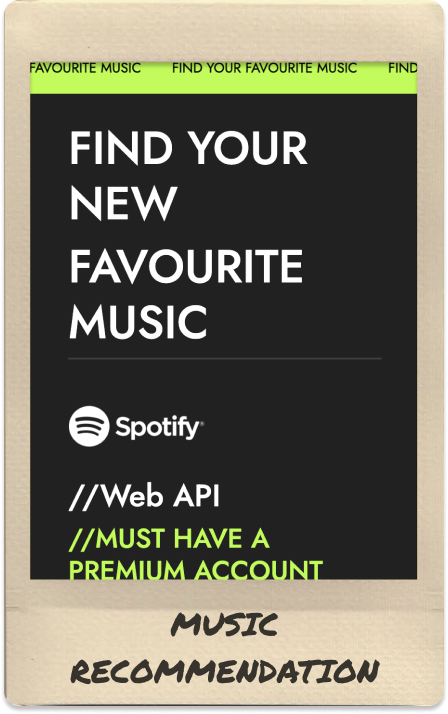 FAVOURITE MUSIC FIND YOUR FAVOURITE MUSIC FIND
FIND YOUR
NEW
FAVOURITE
MUSIC
Spotify®
//Web API
//MUST HAVE A
PREMIUM ACCOUNT
MUSIC
RECOMMENDATION